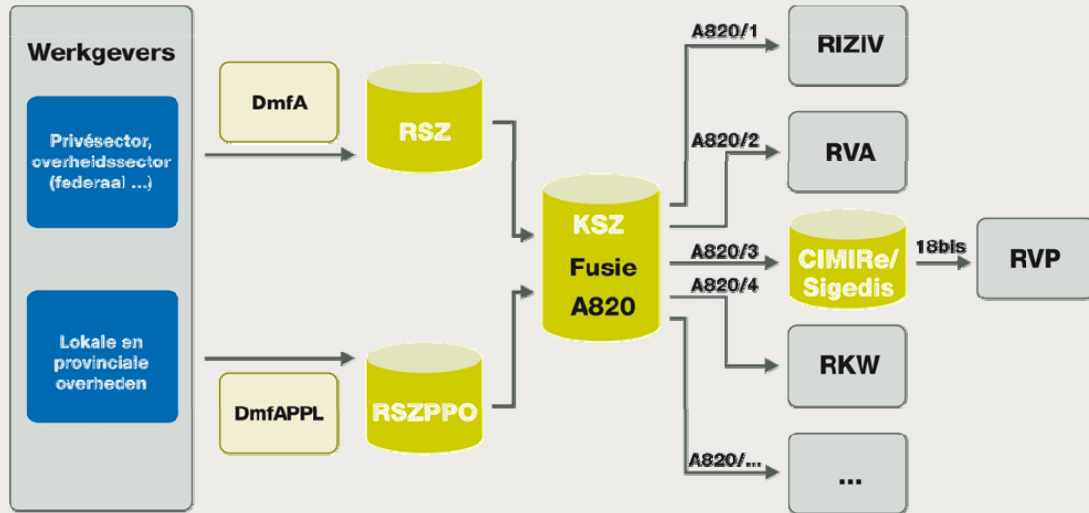 Werkgevers
Privésector,
overheidssector
(federaal ...)
Lokale en
provinciale
overheden
DmfA
DmfAPPL
RSZ
RSZPPO
KSZ
Fusie
A820
A820/1
A820/2
A820/3
A820/4
A820/...
RIZIV
RVA
CIMIRe/
Sigedis
18bis
RVP
RKW
...